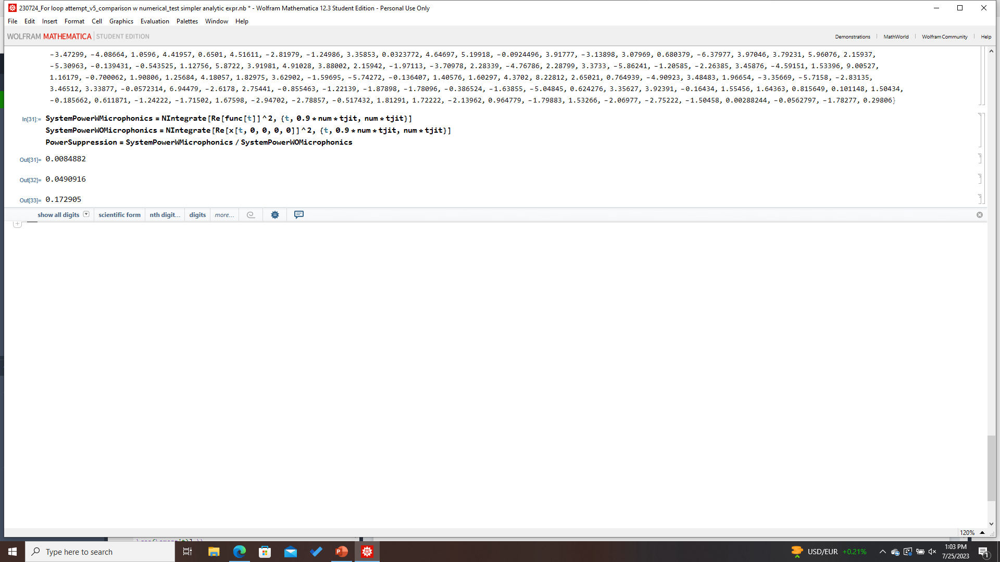 230724_For loop attempt_v5_comparison w numerical_test simpler analytic expr.nb * - Wolfram Mathematica 12.3 Student Edition - Personal Use Only
File Edit Insert Format Cell Graphics Evaluation Palettes Window Help
WOLFRAM MATHEMATICA STUDENT EDITION
Demonstrations MathWorld Wolfram Community Help
-3.47299, -4.08664, 1.0596, 4.41957, 0.6501, 4.51611, -2.81979, -1.24986, 3.35853, 0.0323772, 4.64697, 5.19918, -0.0924496, 3.91777, -3.13898, 3.07969, 0.680379, -6.37977, 3.97046, 3.79231, 5.96076, 2.15937,
-5.30963, -0.139431, -0.543525, 1.12756, 5.8722, 3.91981, 4.91028, 3.88002, 2.15942, -1.97113, -3.70978, 2.28339, -4.76786, 2.28799, 3.3733, -5.86241, -1.20585, -2.26385, 3.45876, -4.59151, 1.53396, 9.00527,
1.16179, -0.700062, 1.90806, 1.25684, 4.18057, 1.82975, 3.62902, -1.59695, -5.74272, -0.136407, 1.40576, 1.60297, 4.3702, 8.22812, 2.65021, 0.764939, -4.90923, 3.48483, 1.96654, -3.35669, -5.7158, -2.83135,
3.46512, 3.33877, -0.0572314, 6.94479, -2.6178, 2.75441, -0.855463, -1.22139, -1.87898, -1.78096, -0.386524, -1.63855, -5.04845, 0.624276, 3.35627, 3.92391, -0.16434, 1.55456, 1.64363, 0.815649, 0.101148, 1.50434,
-0.185662, 0.611871, -1.24222, -1.71502, 1.67598, -2.94702, -2.78857, -0.517432, 1.81291, 1.72222, -2.13962, 0.964779, -1.79883, 1.53266, -2.06977, -2.75222, -1.50458, 0.00288244, -0.0562797, -1.78277, 0.29806}
In[31]:= SystemPowerWMicrophonics = NIntegrate[Re[func[t]]^2, {t, 0.9*num*tjit, num*tjit}]
SystemPowerWOMicrophonics = NIntegrate[Re[x[t, 0, 0, 0, 0]]^2, {t, 0.9*num*tjit, num*tjit}]
PowerSuppression = SystemPowerWMicrophonics / SystemPowerWOMicrophonics
Out[31]= 0.0084882
Out[32]= 0.0490916
Out[33]= 0.172905
show all digits scientific form nth digit... digits more...
120%
Type here to search
USD/EUR +0.21%
1:03 PM
7/25/2023
1